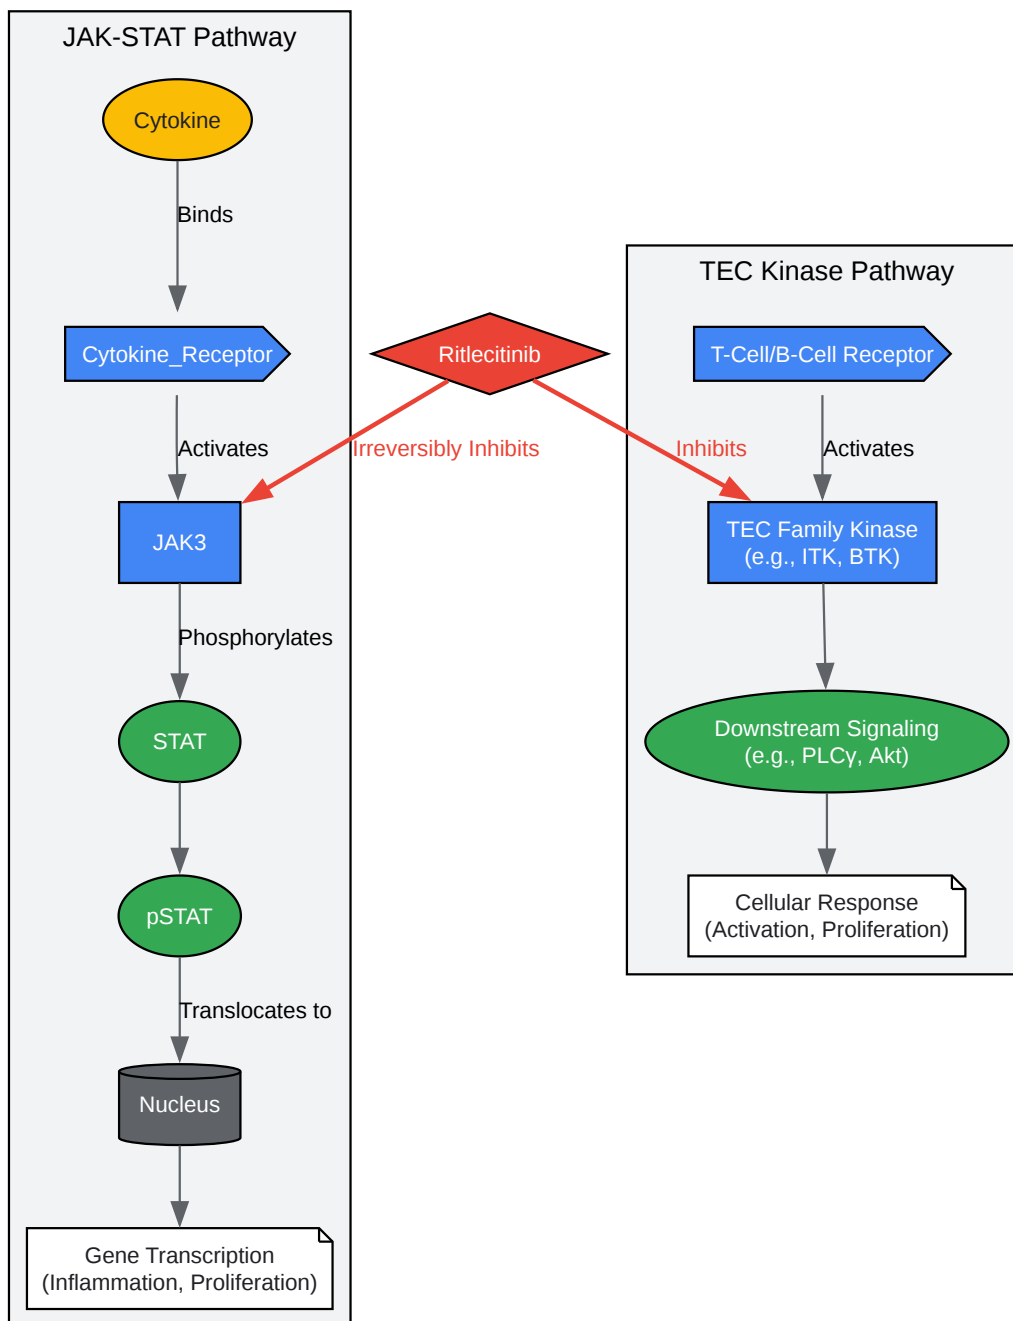 JAK-STAT Pathway
Cytokine
Binds
Cytokine_Receptor
Activates
JAK3
Phosphorylates
STAT
pSTAT
Translocates to
Nucleus
Gene Transcription
(Inflammation, Proliferation)
Ritlecitinib
Irreversibly Inhibits
Inhibits
TEC Kinase Pathway
T-Cell/B-Cell Receptor
Activates
TEC Family Kinase
(e.g., ITK, BTK)
Downstream Signaling
(e.g., PLCγ, Akt)
Cellular Response
(Activation, Proliferation)